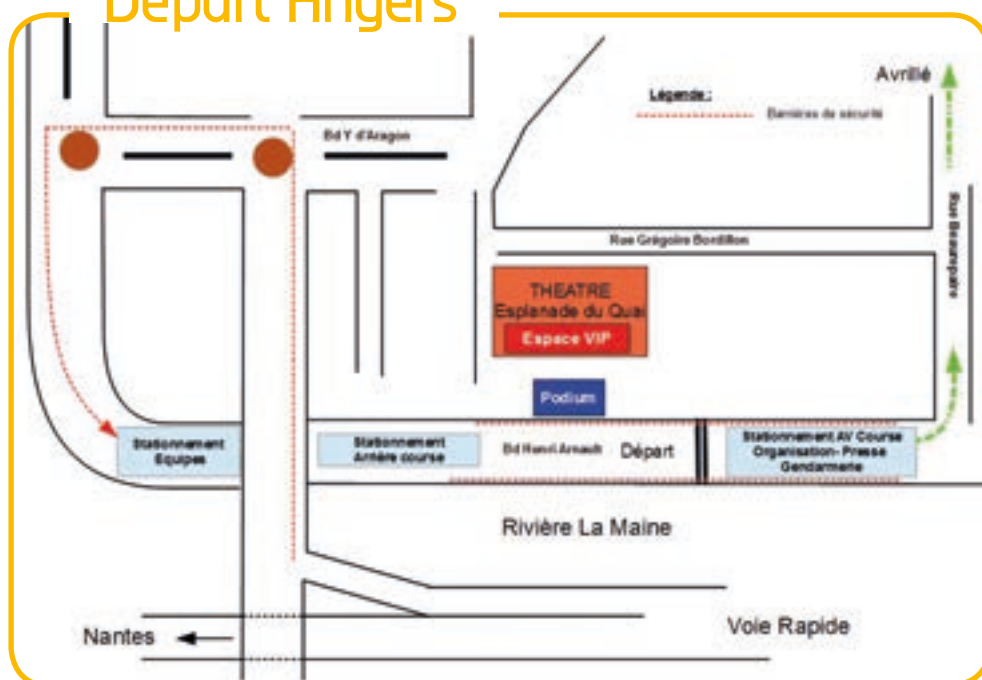 Départ Angers
Avrillé
Légende :
Barrières de sécurité
Bd Y d'Aragon
Rue Beaurepaire
Rue Grégoire Bordillon
THEATRE
Esplanade du Quai
Espace VIP
Podium
Stationnement
Equipes
Stationnement
Arrière course
Bd Henri Arnault
Départ
Stationnement AV Course
Organisation- Presse
Gendarmerie
Rivière La Maine
Nantes
Voie Rapide